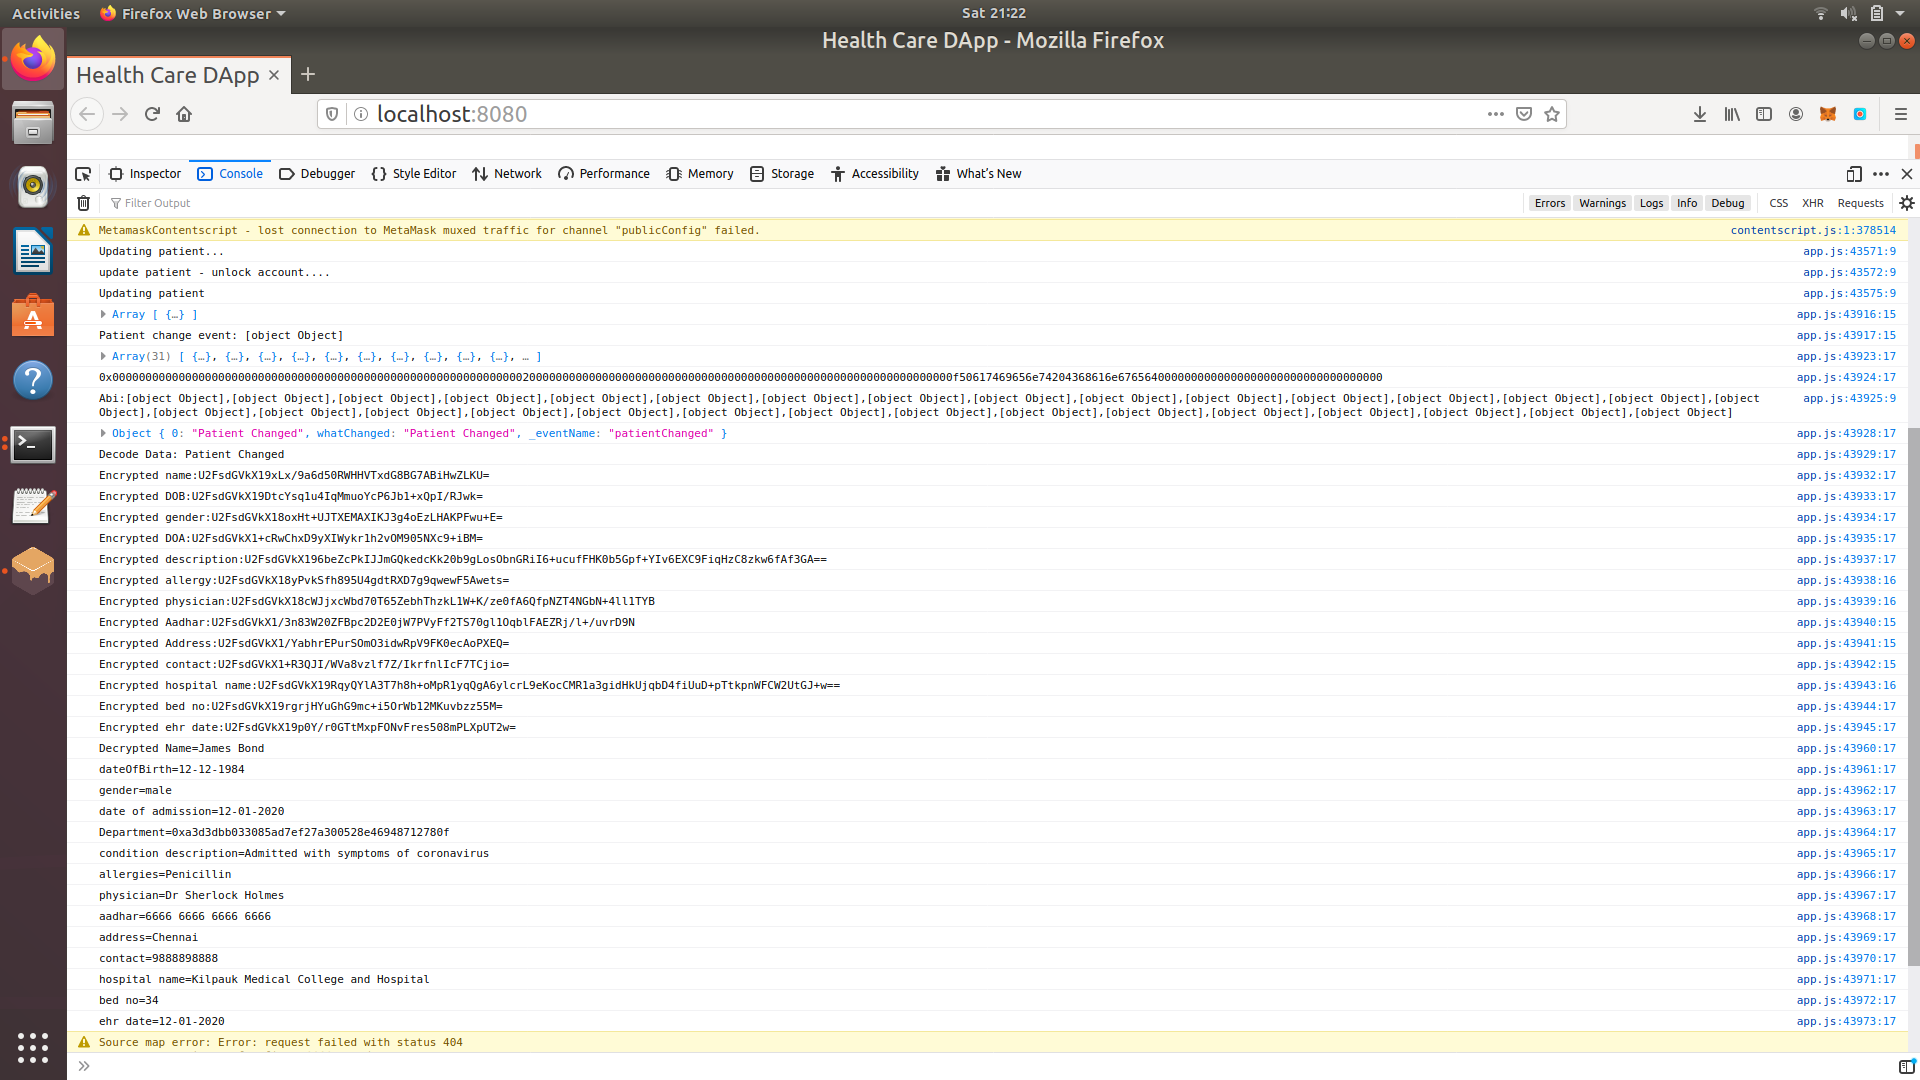 Activities Firefox Web Browser Sat 21:22
Health Care DApp - Mozilla Firefox
Health Care DApp
localhost:8080
Inspector Console Debugger Style Editor Network Performance Memory Storage Accessibility What's New
Filter Output Errors Warnings Logs Info Debug CSS XHR Requests
MetamaskContentscript - lost connection to MetaMask muxed traffic for channel "publicConfig" failed. contentscript.js:1:378514
Updating patient... app.js:43571:9
update patient - unlock account.... app.js:43572:9
Updating patient app.js:43575:9
Array [ {…} ] app.js:43916:15
Patient change event: [object Object] app.js:43917:15
Array(31) [ {…}, {…}, {…}, {…}, {…}, {…}, {…}, {…}, {…}, {…}, … ] app.js:43923:17
app.js:43924:17
Abi:[object Object],[object Object],[object Object],[object Object],[object Object],[object Object],[object Object],[object Object],[object Object],[object Object],[object Object],[object Object],[object Object],[object Object],[object Object],[object app.js:43925:9
Object],[object Object],[object Object],[object Object],[object Object],[object Object],[object Object],[object Object],[object Object],[object Object],[object Object],[object Object],[object Object],[object Object],[object Object],[object Object]
Object { 0: "Patient Changed", whatChanged: "Patient Changed", _eventName: "patientChanged" } app.js:43928:17
Decode Data: Patient Changed app.js:43929:17
Encrypted name:U2FsdGVkX19xLx/9a6d50RWHHVTxdG8BG7ABiHwZLKU= app.js:43932:17
Encrypted DOB:U2FsdGVkX19DtcYsq1u4IqMmuoYcP6Jb1+xQpI/RJwk= app.js:43933:17
Encrypted gender:U2FsdGVkX18oxHt+UJTXEMAXIKJ3g4oEzLHAKPFwu+E= app.js:43934:17
Encrypted DOA:U2FsdGVkX1+cRwChxD9yXIWykr1h2vOM905NXc9+iBM= app.js:43935:17
Encrypted description:U2FsdGVkX196beZcPkIJJmGQkedcKk20b9gLosObnGRiI6+ucufFHK0b5Gpf+YIv6EXC9FiqHzC8zkw6fAf3GA== app.js:43937:17
Encrypted allergy:U2FsdGVkX18yPvkSfh895U4gdtRXD7g9qwewF5Awets= app.js:43938:16
Encrypted physician:U2FsdGVkX18cWJjxcWbd70T65ZebhThzkL1W+K/ze0fA6QfpNZT4NGbN+4ll1TYB app.js:43939:16
Encrypted Aadhar:U2FsdGVkX1/3n83W20ZFBpc2D2E0jW7PVyFf2TS70gl1OqblFAEZRj/l+/uvrD9N app.js:43940:15
Encrypted Address:U2FsdGVkX1/YabhrEPurSOmO3idwRpV9FK0ecAoPXEQ= app.js:43941:15
Encrypted contact:U2FsdGVkX1+R3QJI/WVa8vzlf7Z/IkrfnlIcF7TCjio= app.js:43942:15
Encrypted hospital name:U2FsdGVkX19RqyQYlA3T7h8h+oMpR1yqQgA6ylcrL9eKocCMR1a3gidHkUjqbD4fiUuD+pTtkpnWFCW2UtGJ+w== app.js:43943:16
Encrypted bed no:U2FsdGVkX19rgrjHYuGhG9mc+i5OrWb12MKuvbzz55M= app.js:43944:17
Encrypted ehr date:U2FsdGVkX19p0Y/r0GTtMxpFONvFres508mPLXpUT2w= app.js:43945:17
Decrypted Name=James Bond app.js:43960:17
dateOfBirth=12-12-1984 app.js:43961:17
gender=male app.js:43962:17
date of admission=12-01-2020 app.js:43963:17
Department=0xa3d3dbb033085ad7ef27a300528e46948712780f app.js:43964:17
condition description=Admitted with symptoms of coronavirus app.js:43965:17
allergies=Penicillin app.js:43966:17
physician=Dr Sherlock Holmes app.js:43967:17
aadhar=6666 6666 6666 6666 app.js:43968:17
address=Chennai app.js:43969:17
contact=9888898888 app.js:43970:17
hospital name=Kilpauk Medical College and Hospital app.js:43971:17
bed no=34 app.js:43972:17
ehr date=12-01-2020 app.js:43973:17
Source map error: Error: request failed with status 404